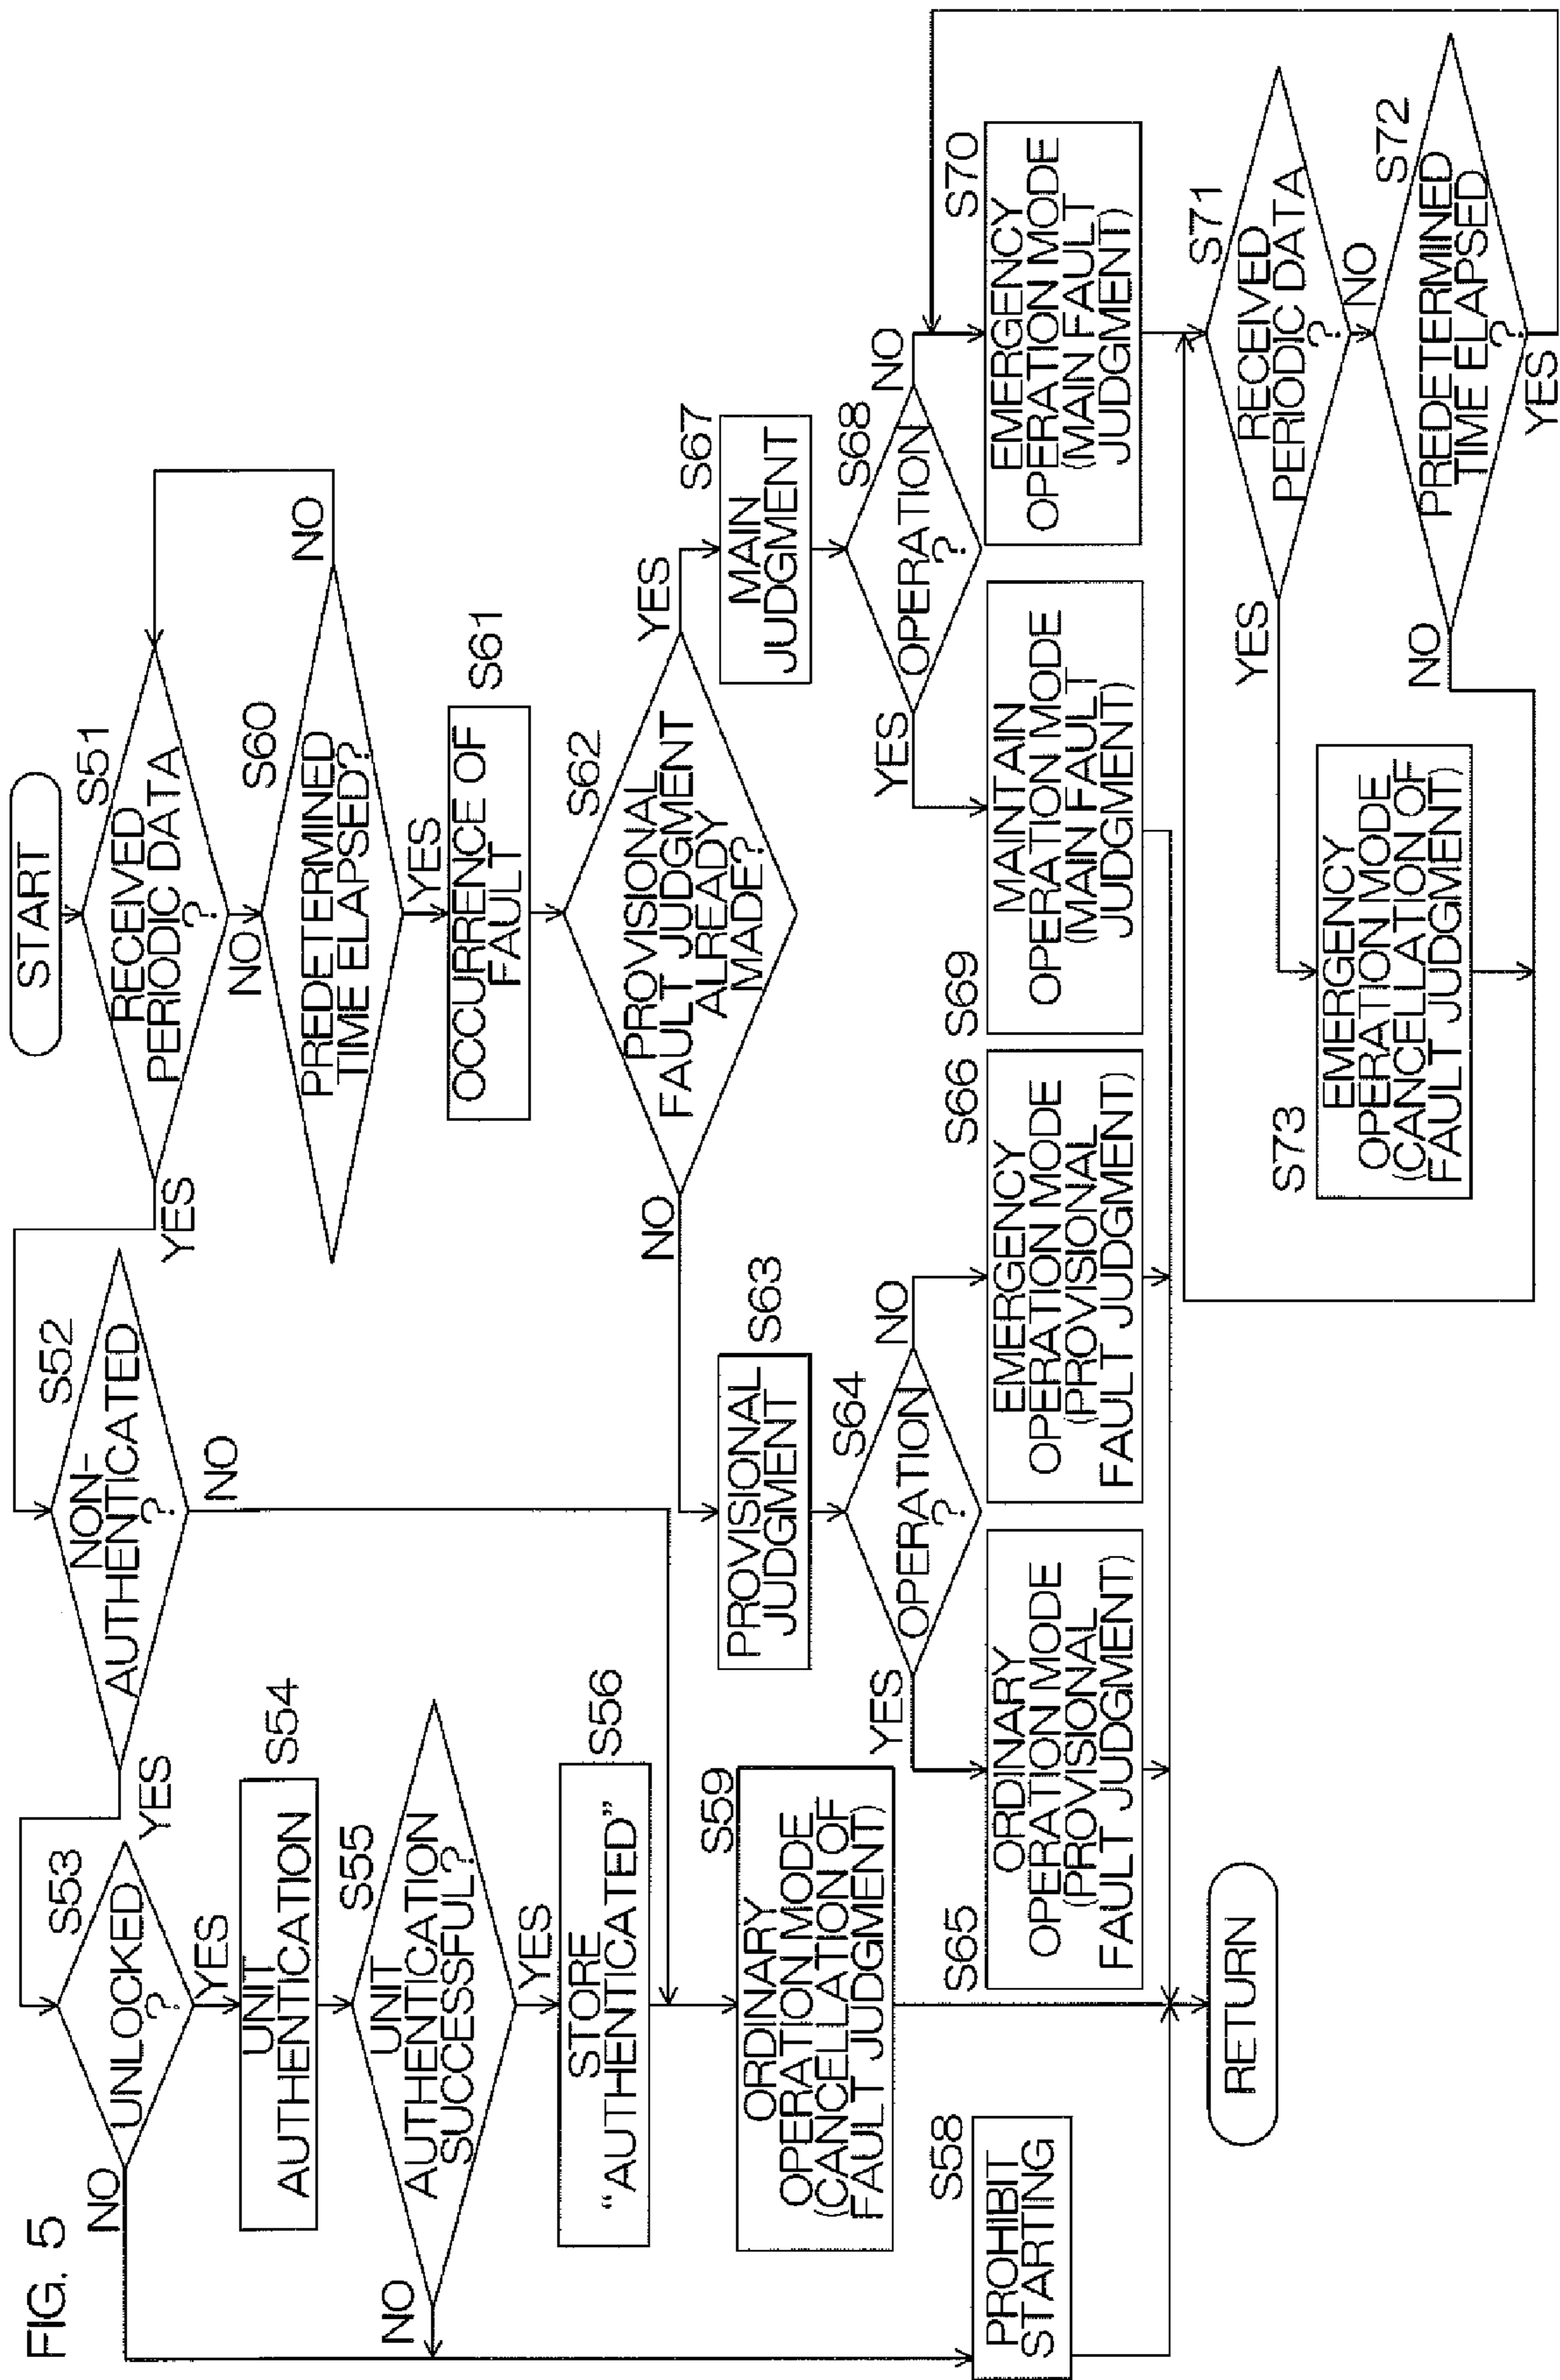 FIG. 5
START
S51
RECEIVED
PERIODIC DATA
?
YES
NO
S52
NON-
AUTHENTICATED
?
YES
NO
S53
UNLOCKED
?
NO
YES
S54
UNIT
AUTHENTICATION
S55
UNIT
AUTHENTICATION
SUCCESSFUL?
NO
YES
S56
STORE
“AUTHENTICATED”
S59
ORDINARY
OPERATION MODE
(CANCELLATION OF
FAULT JUDGMENT)
S58
PROHIBIT
STARTING
S60
PREDETERMINED
TIME ELAPSED?
NO
YES
S61
OCCURRENCE OF
FAULT
S62
PROVISIONAL
FAULT JUDGMENT
ALREADY
MADE?
NO
YES
S63
PROVISIONAL
JUDGMENT
S64
OPERATION
?
YES
NO
S65
ORDINARY
OPERATION MODE
(PROVISIONAL
FAULT JUDGMENT)
S66
EMERGENCY
OPERATION MODE
(PROVISIONAL
FAULT JUDGMENT)
S67
MAIN
JUDGMENT
S68
OPERATION
?
YES
NO
S69
MAINTAIN
OPERATION MODE
(MAIN FAULT
JUDGMENT)
S70
EMERGENCY
OPERATION MODE
(MAIN FAULT
JUDGMENT)
S71
RECEIVED
PERIODIC DATA
?
YES
NO
S72
PREDETERMINED
TIME ELAPSED
?
NO
YES
S73
EMERGENCY
OPERATION MODE
(CANCELLATION OF
FAULT JUDGMENT)
RETURN